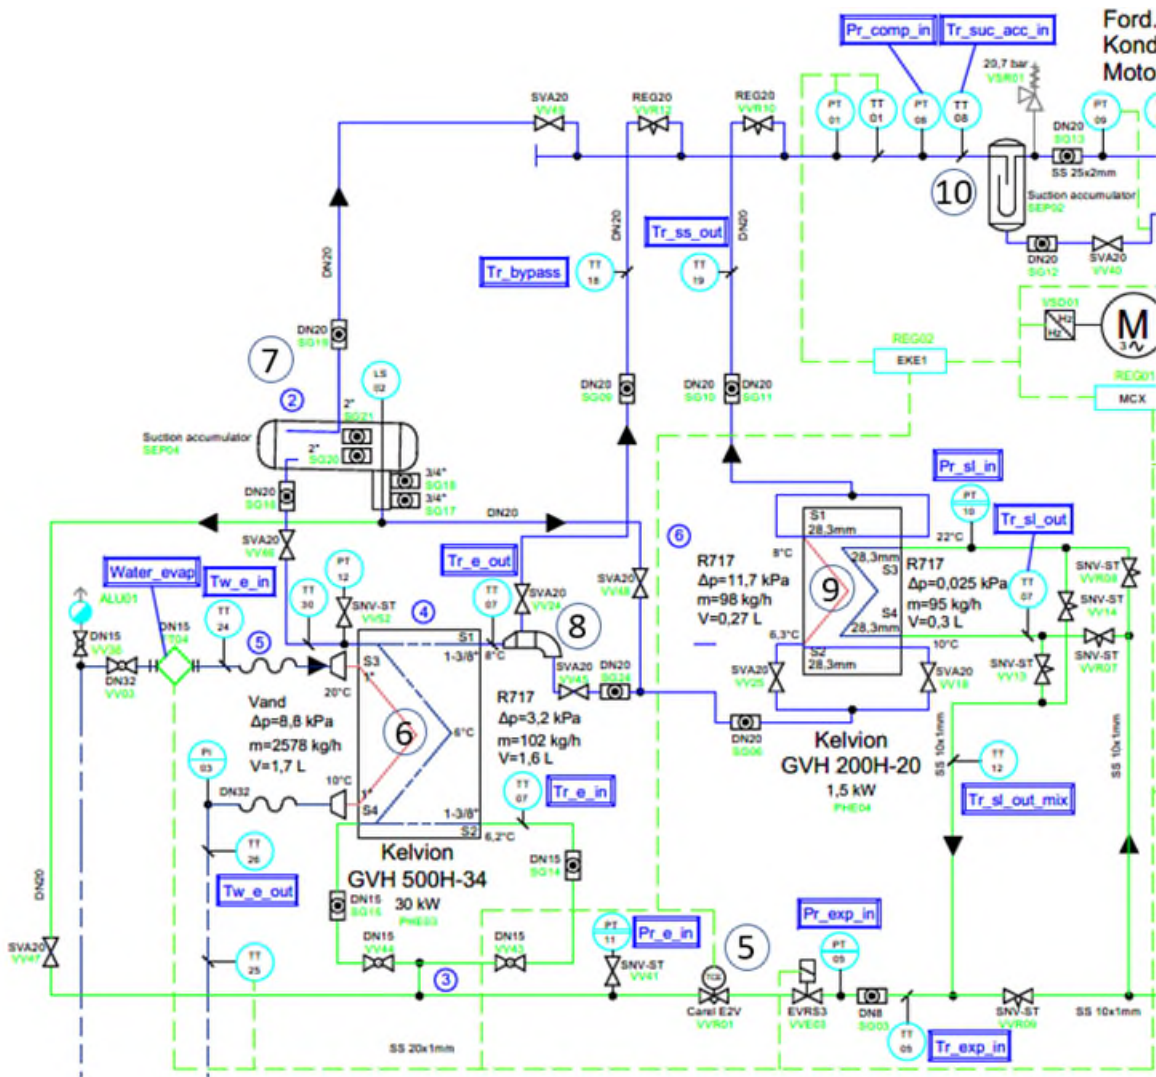 Ford.
Kond
Moto
Pr_comp_in
Tr_suc_acc_in
20,7 bar
VSR01
SVA20
VV49
REG20
VVR12
REG20
VVR10
PT
01
TT
01
PT
08
TT
08
PT
09
DN20
SG13
SS 25x2mm
10
Suction accumulator
SEP02
DN20
SG12
SVA20
VV40
DN20
DN20
DN20
Tr_ss_out
Tr_bypass
TT
18
TT
19
VSD01
Hz
Hz
M
3
REG02
EKE1
REG01
MCX
DN20
SG19
7
LS
02
2
DN20
SG09
DN20
SG10
DN20
SG11
2"
SG21
Suction accumulator
SEP04
2"
SG20
3/4"
SG18
3/4"
SG17
DN20
SG16
DN20
Pr_sl_in
PT
10
Tr_sl_out
22°C
SVA20
VV46
Water_evap
Tw_e_in
PT
12
Tr_e_out
6
S1
28,3mm
8°C
28,3mm
S3
R717
Δp=11,7 kPa
m=98 kg/h
V=0,27 L
9
R717
Δp=0,025 kPa
m=95 kg/h
V=0,3 L
S4
28,3mm
6,3°C
10°C
S2
28,3mm
TT
07
SNV-ST
VVR08
SNV-ST
VV14
SNV-ST
VVR07
SNV-ST
VV13
ALU01
DN15
VV38
DN15
TT
24
TT
30
SNV-ST
VV52
4
TT
07
SVA20
VV24
8
SVA20
VV48
DN32
VV03
5
S1
1-3/8"
8°C
S3
1"
20°C
SVA20
VV45
DN20
SG24
SVA20
VV25
SVA20
VV18
Vand
Δp=8,8 kPa
m=2578 kg/h
V=1,7 L
6
6°C
R717
Δp=3,2 kPa
m=102 kg/h
V=1,6 L
DN20
SG06
Kelvion
GVH 200H-20
1,5 kW
PHE04
SS 10x1mm
SS 10x1mm
TT
12
Tr_sl_out_mix
PI
03
DN32
10°C
1"
S4
1-3/8"
S2
6,2°C
TT
07
Tr_e_in
TT
26
Tw_e_out
Kelvion
GVH 500H-34
30 kW
PHE03
DN15
SG14
DN15
SG15
DN20
DN15
VV44
DN15
VV43
PT
11
Pr_e_in
SNV-ST
VV41
Pr_exp_in
PT
05
5
SVA20
VV47
TT
25
3
Carel E2V
VVR01
EVRS3
VVE03
DN8
SG03
TT
05
Tr_exp_in
SNV-ST
VVR09
SS 10x1mm
SS 20x1mm